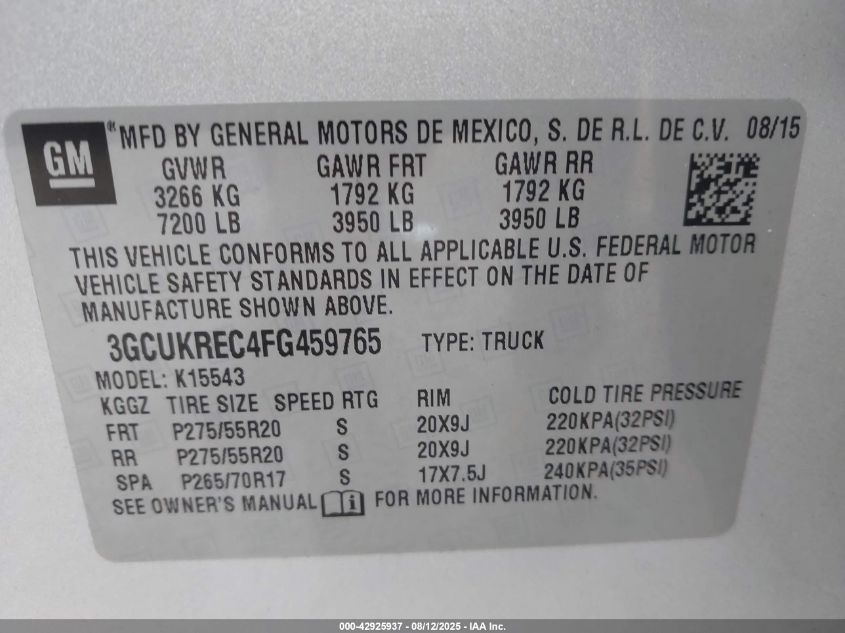 GM ® MFD BY GENERAL MOTORS DE MEXICO, S. DE R.L. DE C.V. 08/15
GVWR GAWR FRT GAWR RR
3266 KG 1792 KG 1792 KG
7200 LB 3950 LB 3950 LB
THIS VEHICLE CONFORMS TO ALL APPLICABLE U.S. FEDERAL MOTOR
VEHICLE SAFETY STANDARDS IN EFFECT ON THE DATE OF
MANUFACTURE SHOWN ABOVE.
3GCUKREC4FG459765 TYPE: TRUCK
MODEL: K15543
KGGZ TIRE SIZE SPEED RTG RIM COLD TIRE PRESSURE
FRT P275/55R20 S 20X9J 220KPA(32PSI)
RR P275/55R20 S 20X9J 220KPA(32PSI)
SPA P265/70R17 S 17X7.5J 240KPA(35PSI)
SEE OWNER'S MANUAL i FOR MORE INFORMATION.
000-42925937 - 08/12/2025 - IAA Inc.